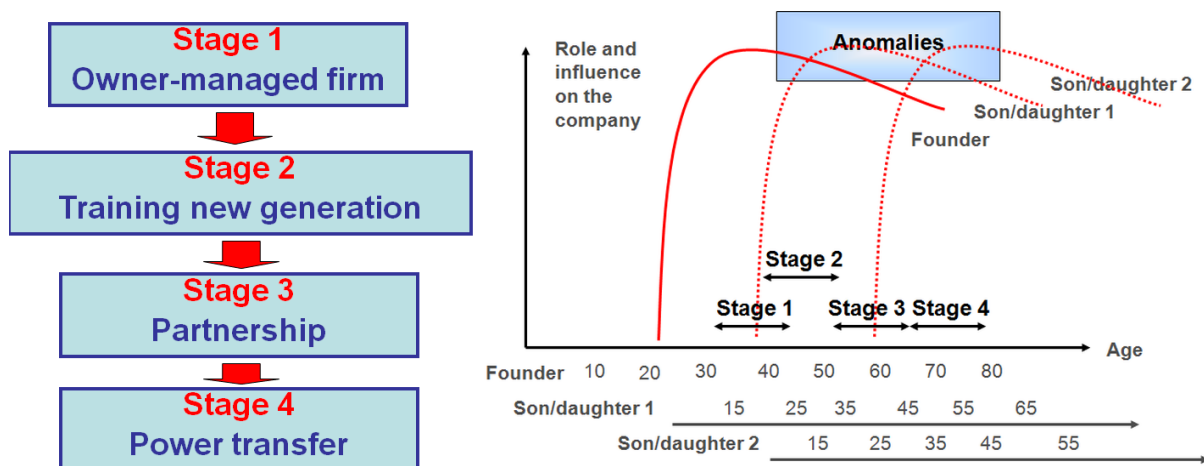 Stage 1
Owner-managed firm
Stage 2
Training new generation
Stage 3
Partnership
Stage 4
Power transfer
Role and
influence
on the
company
Anomalies
Son/daughter 2
Son/daughter 1
Founder
Stage 2
Stage 1
Stage 3
Stage 4
Age
Founder 10 20 30 40 50 60 70 80
Son/daughter 1 15 25 35 45 55 65
Son/daughter 2 15 25 35 45 55